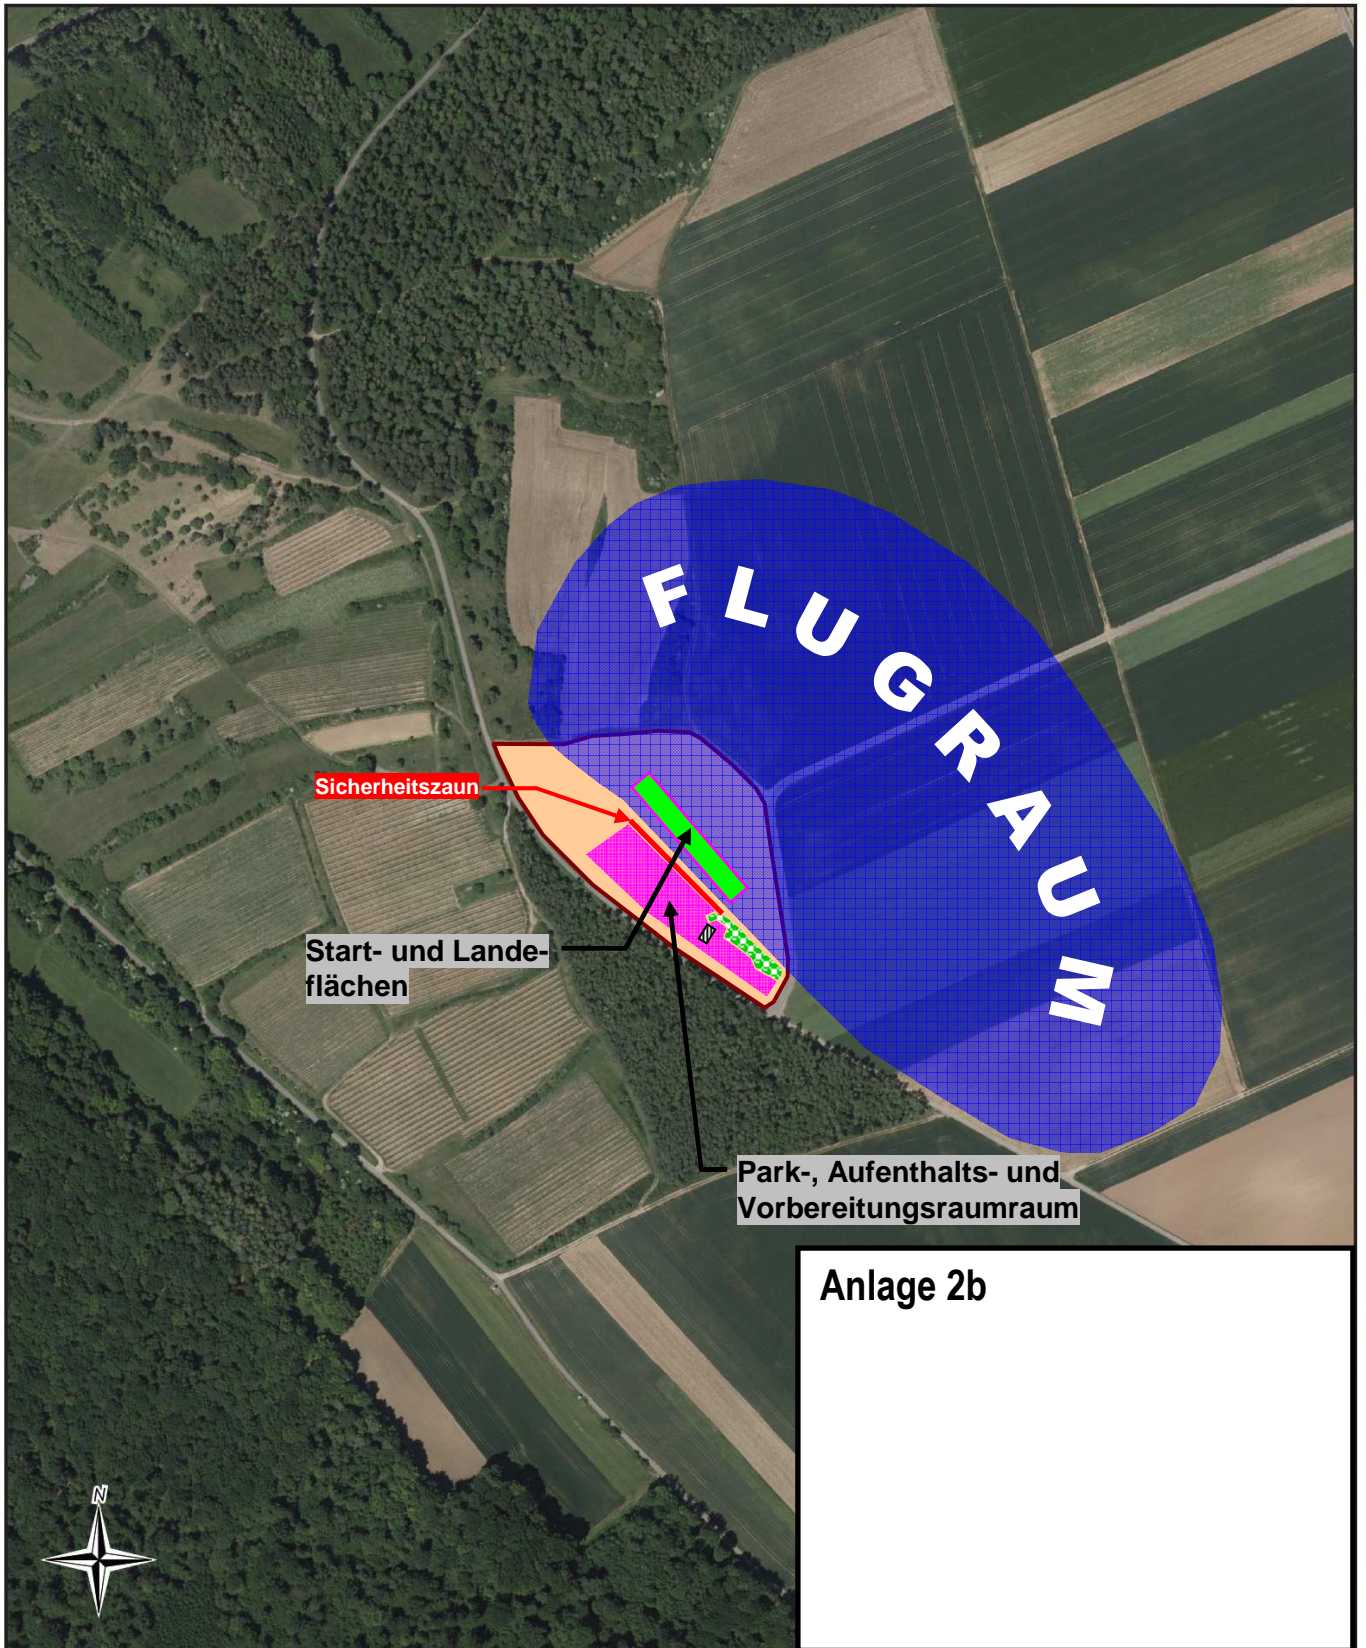 FLUGRAUM
Sicherheitszaun
Start- und Lande-
flächen
Park-, Aufenthalts- und
Vorbereitungsraumraum
Anlage 2b
N